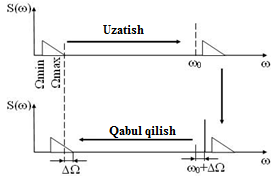 S(ω)
Uzatish
Ωmin
Ωmax
ω₀
ω
S(ω)
Qabul qilish
ΔΩ
ω₀+ΔΩ
ω